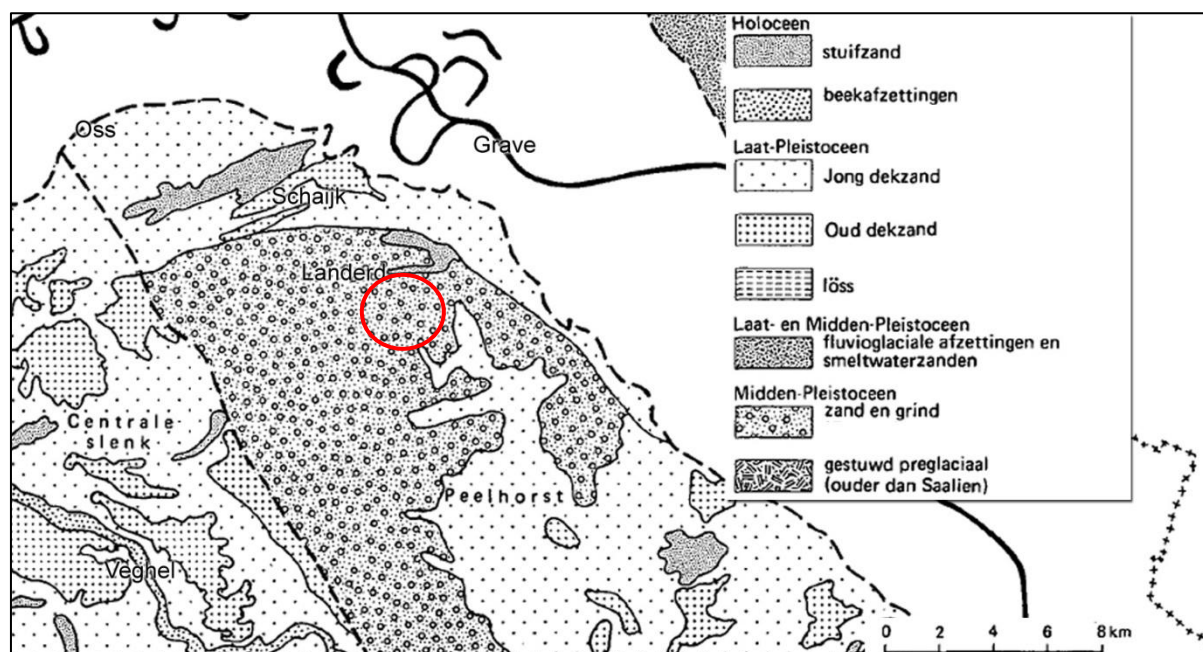 Oss
Grave
Schaijk
Landerd
Centrale
slenk
Peelhorst
Veghel
Holoceen
stuifzand
beekafzettingen
Laat-Pleistoceen
Jong dekzand
Oud dekzand
löss
Laat- en Midden-Pleistoceen
fluvioglaciale afzettingen en
smeltwaterzanden
Midden-Pleistoceen
zand en grind
gestuwd preglaciaal
(ouder dan Saalien)
0 2 4 6 8 km